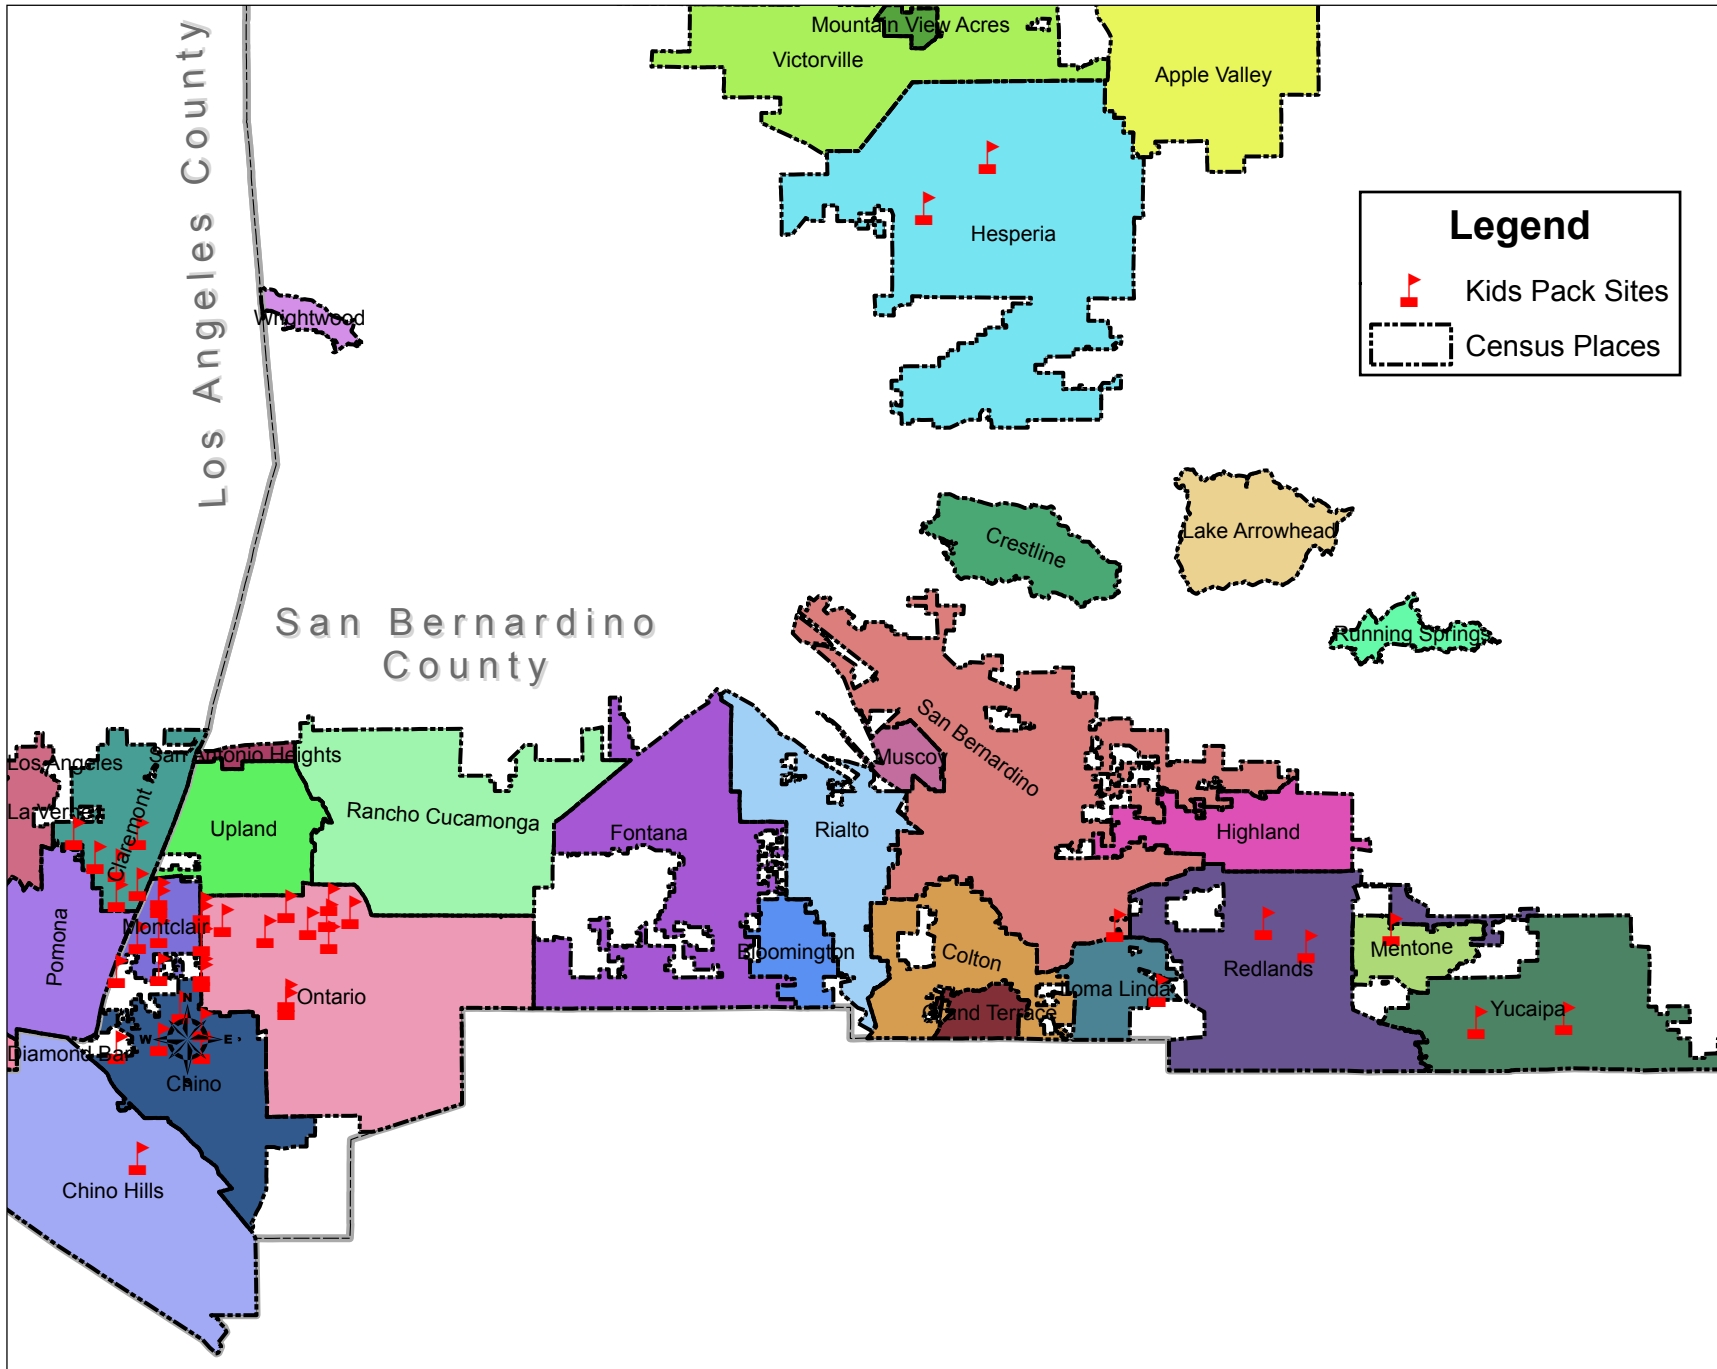 Mountain View Acres
Victorville
Apple Valley
Los Angeles County
Hesperia
Legend
Kids Pack Sites
Census Places
Wrightwood
Crestline
Lake Arrowhead
San Bernardino
County
Running Springs
San Bernardino
San Antonio Heights
Los Angeles
Muscoy
La Verne
Claremont
Upland
Rancho Cucamonga
Fontana
Rialto
Highland
Pomona
Montclair
Bloomington
Colton
Redlands
Mentone
Ontario
Loma Linda
Grand Terrace
Yucaipa
N
W
E
S
Diamond Bar
Chino
Chino Hills